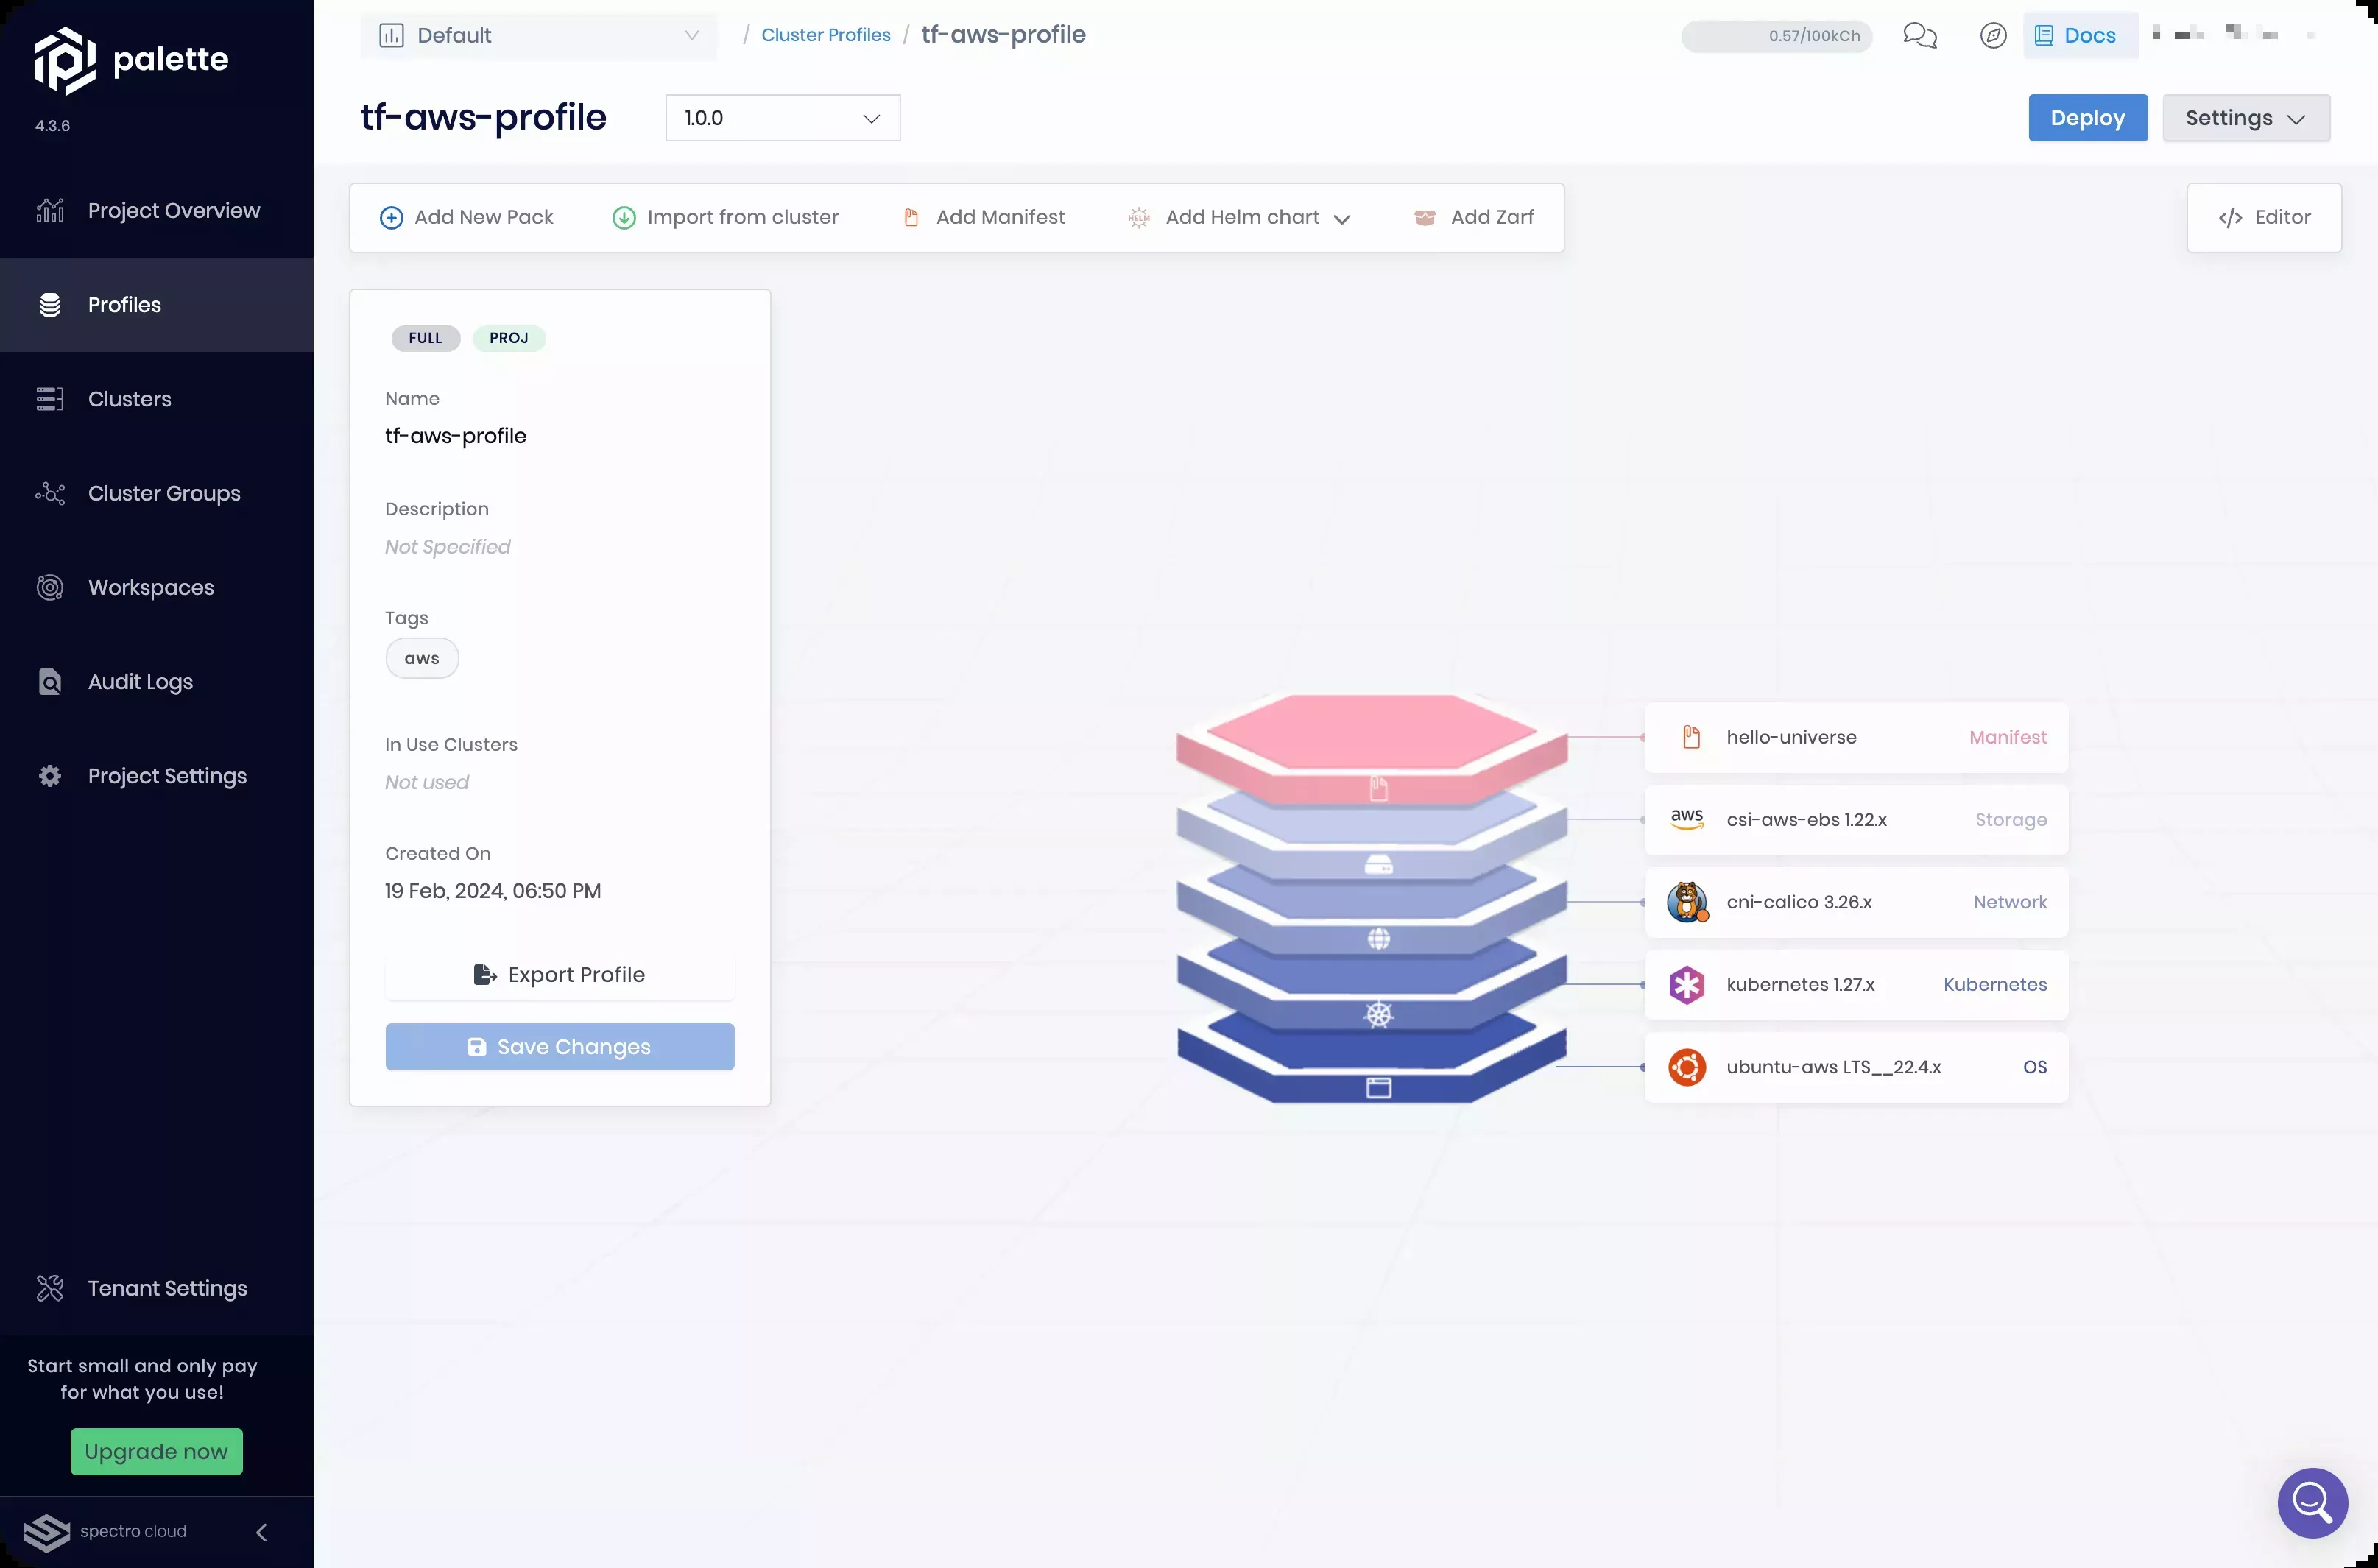 palette
4.3.6
Project Overview
Profiles
Clusters
Cluster Groups
Workspaces
Audit Logs
Project Settings
Tenant Settings
Start small and only pay
for what you use!
Upgrade now
spectro cloud
Default
/ Cluster Profiles / tf-aws-profile
0.57/100kCh
Docs
tf-aws-profile
1.0.0
Deploy
Settings
Add New Pack
Import from cluster
Add Manifest
HELM
Add Helm chart
Add Zarf
</> Editor
FULL
PROJ
Name
tf-aws-profile
Description
Not Specified
Tags
aws
In Use Clusters
Not used
Created On
19 Feb, 2024, 06:50 PM
Export Profile
Save Changes
hello-universe Manifest
aws csi-aws-ebs 1.22.x Storage
cni-calico 3.26.x Network
kubernetes 1.27.x Kubernetes
ubuntu-aws LTS__22.4.x OS